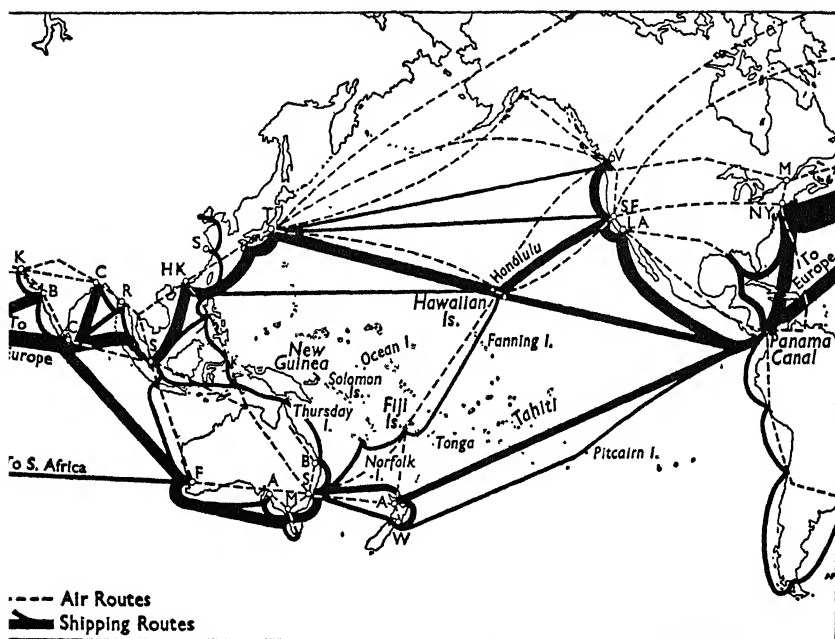 V
M
SF
NY
L A
T
S
To
Europe
K
C
HK
B
R
Honolulu
Hawaiian
Is.
To
Europe
C
S
Fanning I.
Panama
Canal
New
Guinea
Ocean I.
Solomon
Is.
Thursday
I.
Fiji
Is.
Tahiti
Tonga
To S. Africa
B
Norfolk
I.
Pitcairn I.
F
A
S
M
A
W
Air Routes
Shipping Routes